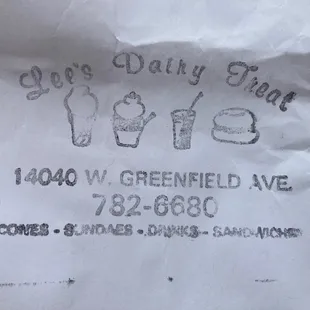 Lee's Dairy Treat
14040 W. GREENFIELD AVE.
782-6680
CONES - SUNDAES - DRINKS - SANDWICHES